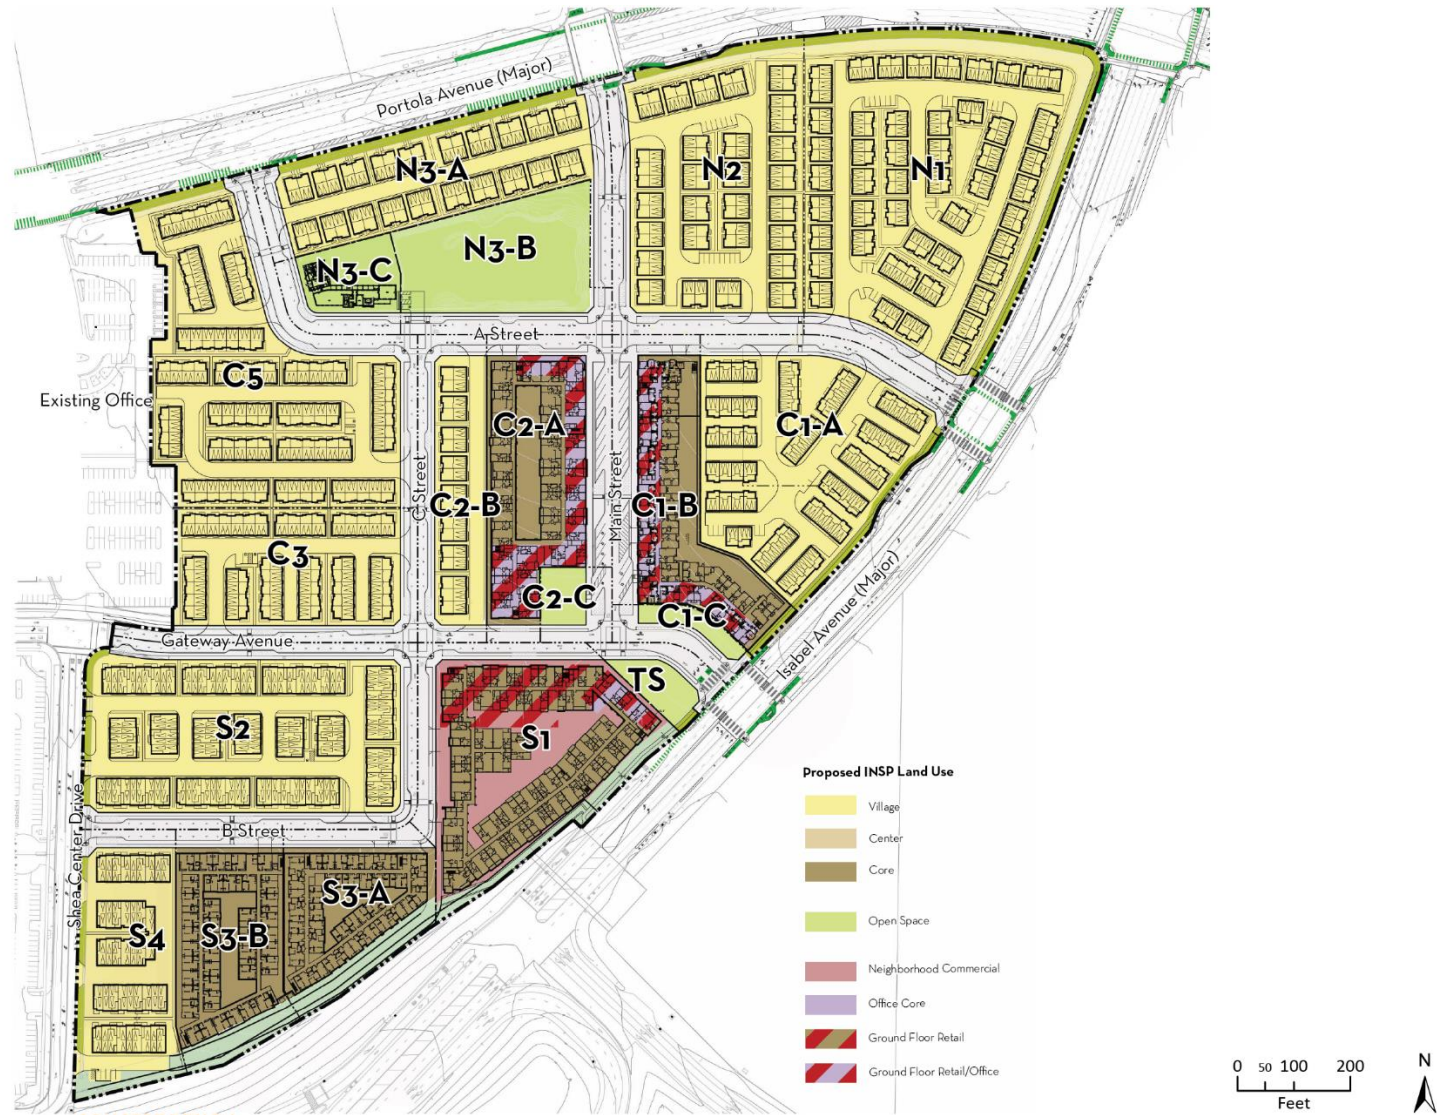 Portola Avenue (Major)
N3-A
N2
N1
N3-B
N3-C
A Street
C5
Existing Office
C2-A
C1-A
C Street
Main Street
C2-B
C1-B
C3
C2-C
C1-C
Gateway Avenue
Isabel Avenue (Major)
TS
S2
S1
Shea Center Drive
B Street
S3-A
S4
S3-B
Proposed INSP Land Use
Village
Center
Core
Open Space
Neighborhood Commercial
Office Core
Ground Floor Retail
Ground Floor Retail/Office
0 50 100 200
Feet
N